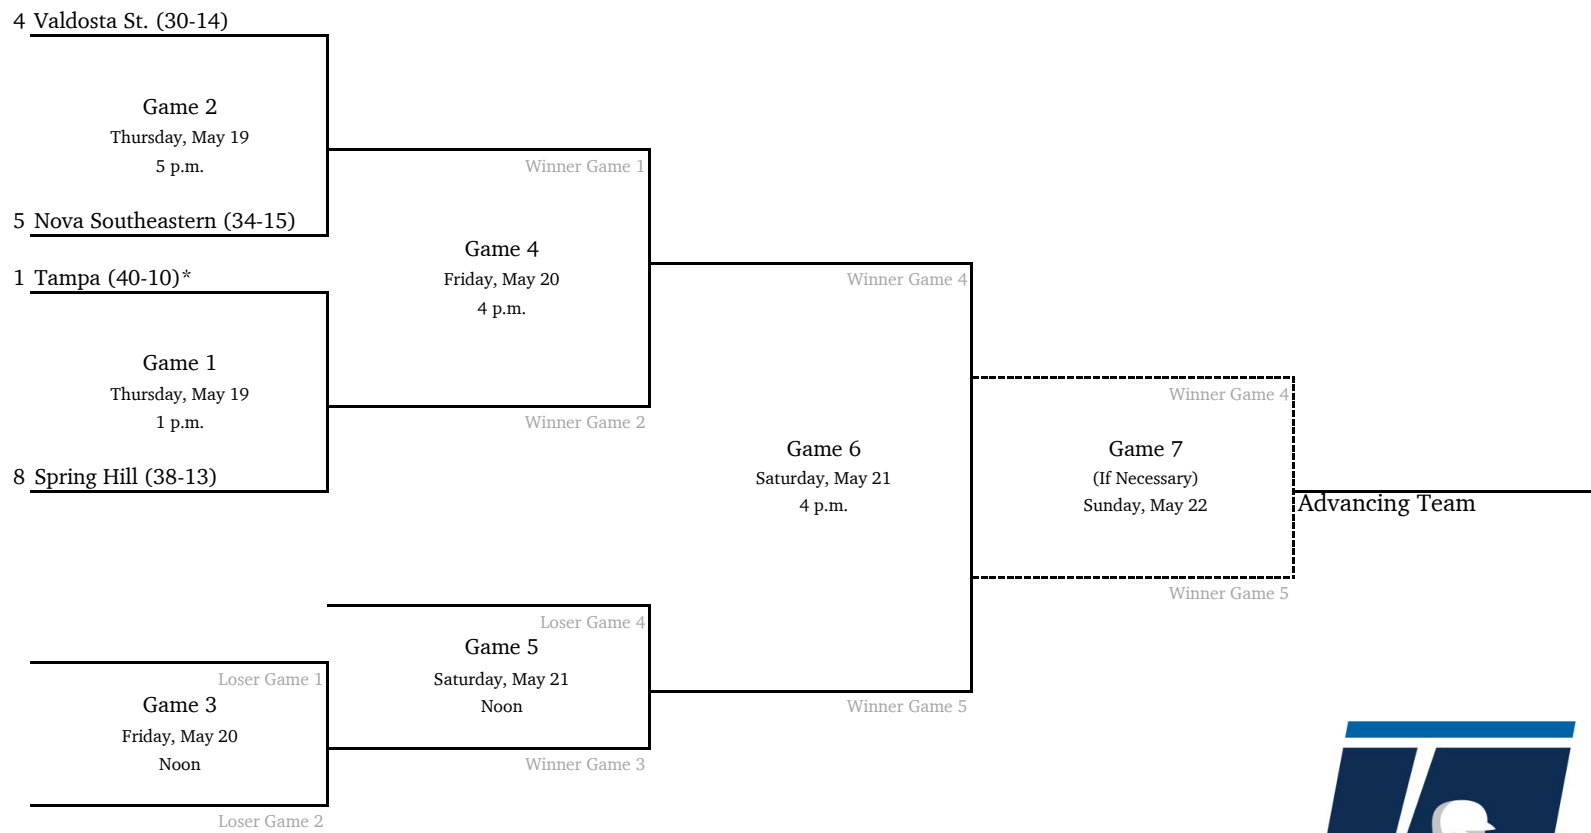 4 Valdosta St. (30-14)
Game 2
Thursday, May 19
5 p.m.
Winner Game 1
5 Nova Southeastern (34-15)
Game 4
Friday, May 20
4 p.m.
1 Tampa (40-10)*
Winner Game 4
Game 1
Thursday, May 19
1 p.m.
Winner Game 2
8 Spring Hill (38-13)
Game 6
Saturday, May 21
4 p.m.
Winner Game 4
Game 7
(If Necessary)
Sunday, May 22
Advancing Team
Winner Game 5
Loser Game 4
Game 5
Saturday, May 21
Noon
Winner Game 5
Loser Game 1
Game 3
Friday, May 20
Noon
Winner Game 3
Loser Game 2